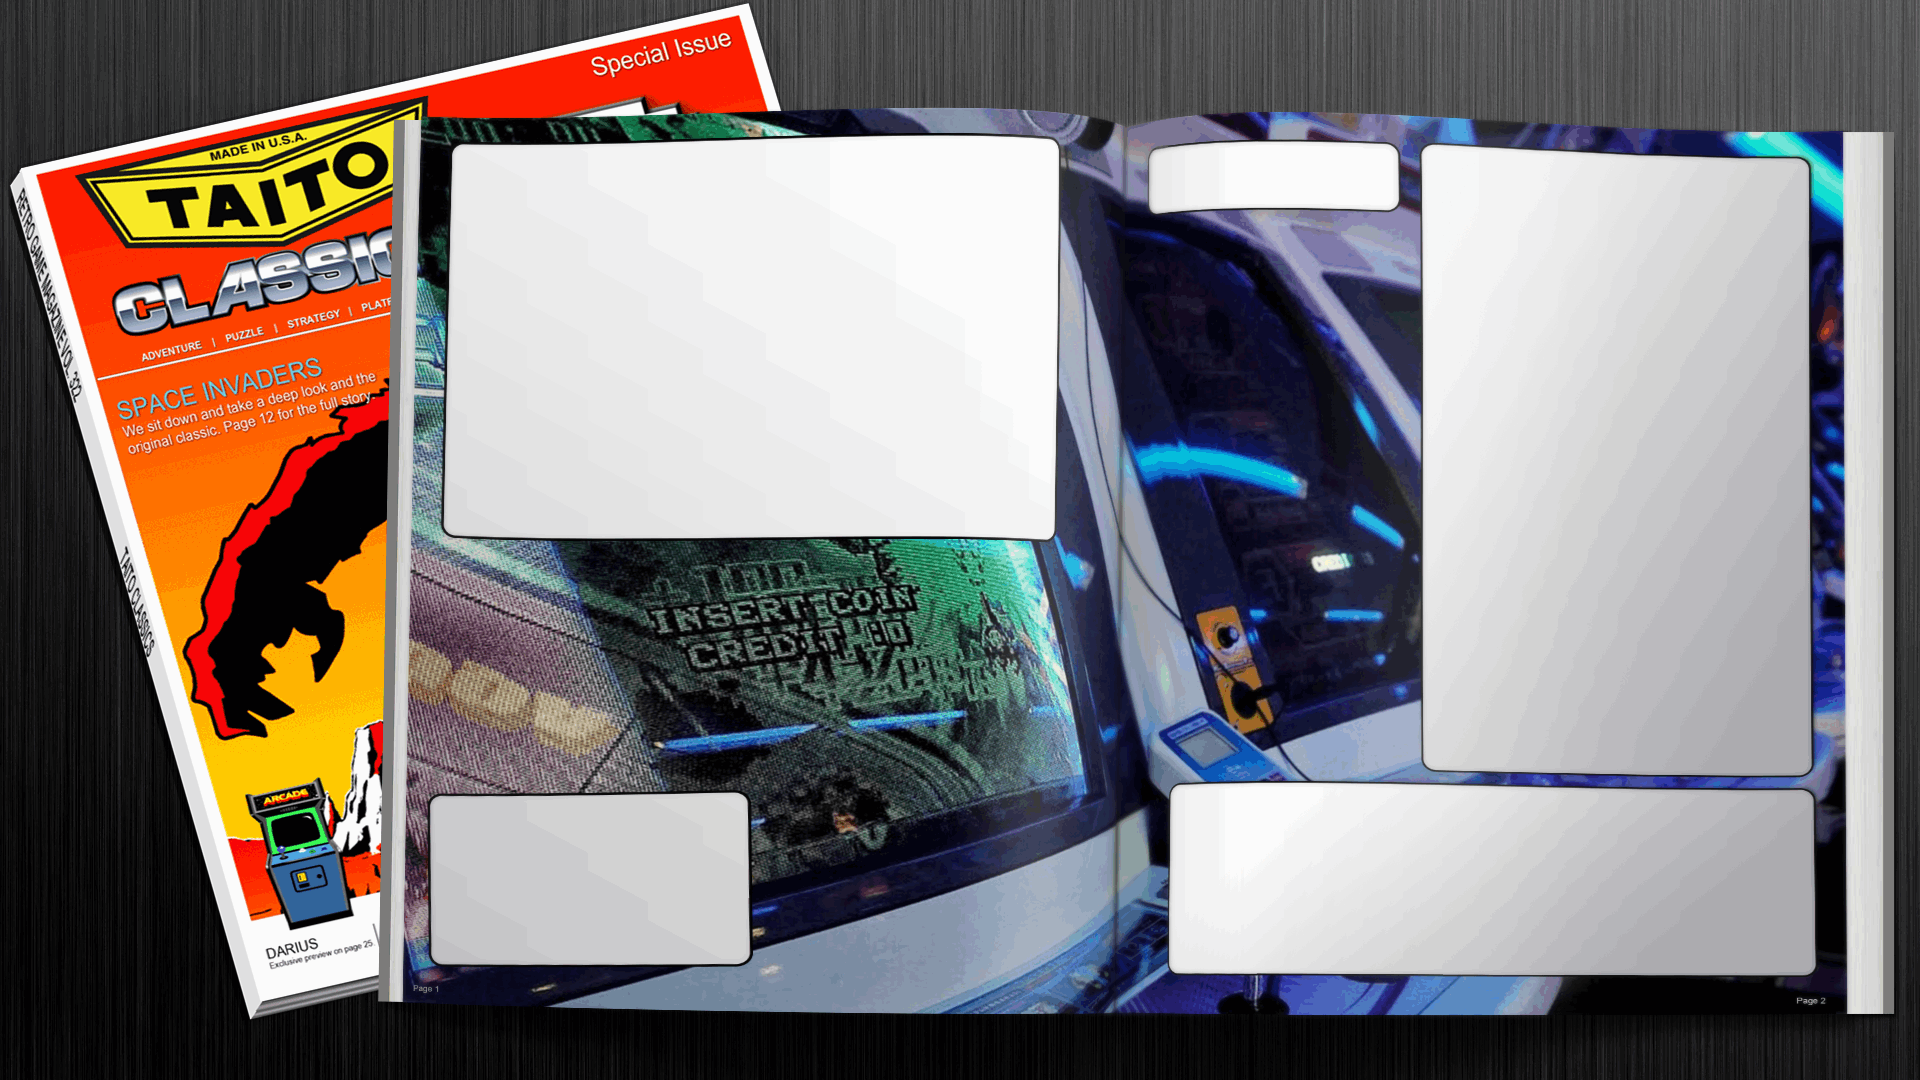 Special Issue
MADE IN U.S.A.
TAITO
CLASSIC
ADVENTURE | PUZZLE | STRATEGY |
SPACE INVADERS
We sit down and take a deep look and the
original classic. Page 12 for the full story.
RETRO GAME MAGAZINE VOL. 322
TAITO CLASSICS
ARCADE
DARIUS
Exclusive preview on page 25.
INSERT COIN
CREDIT 00
CREDIT
Page 1
Page 2